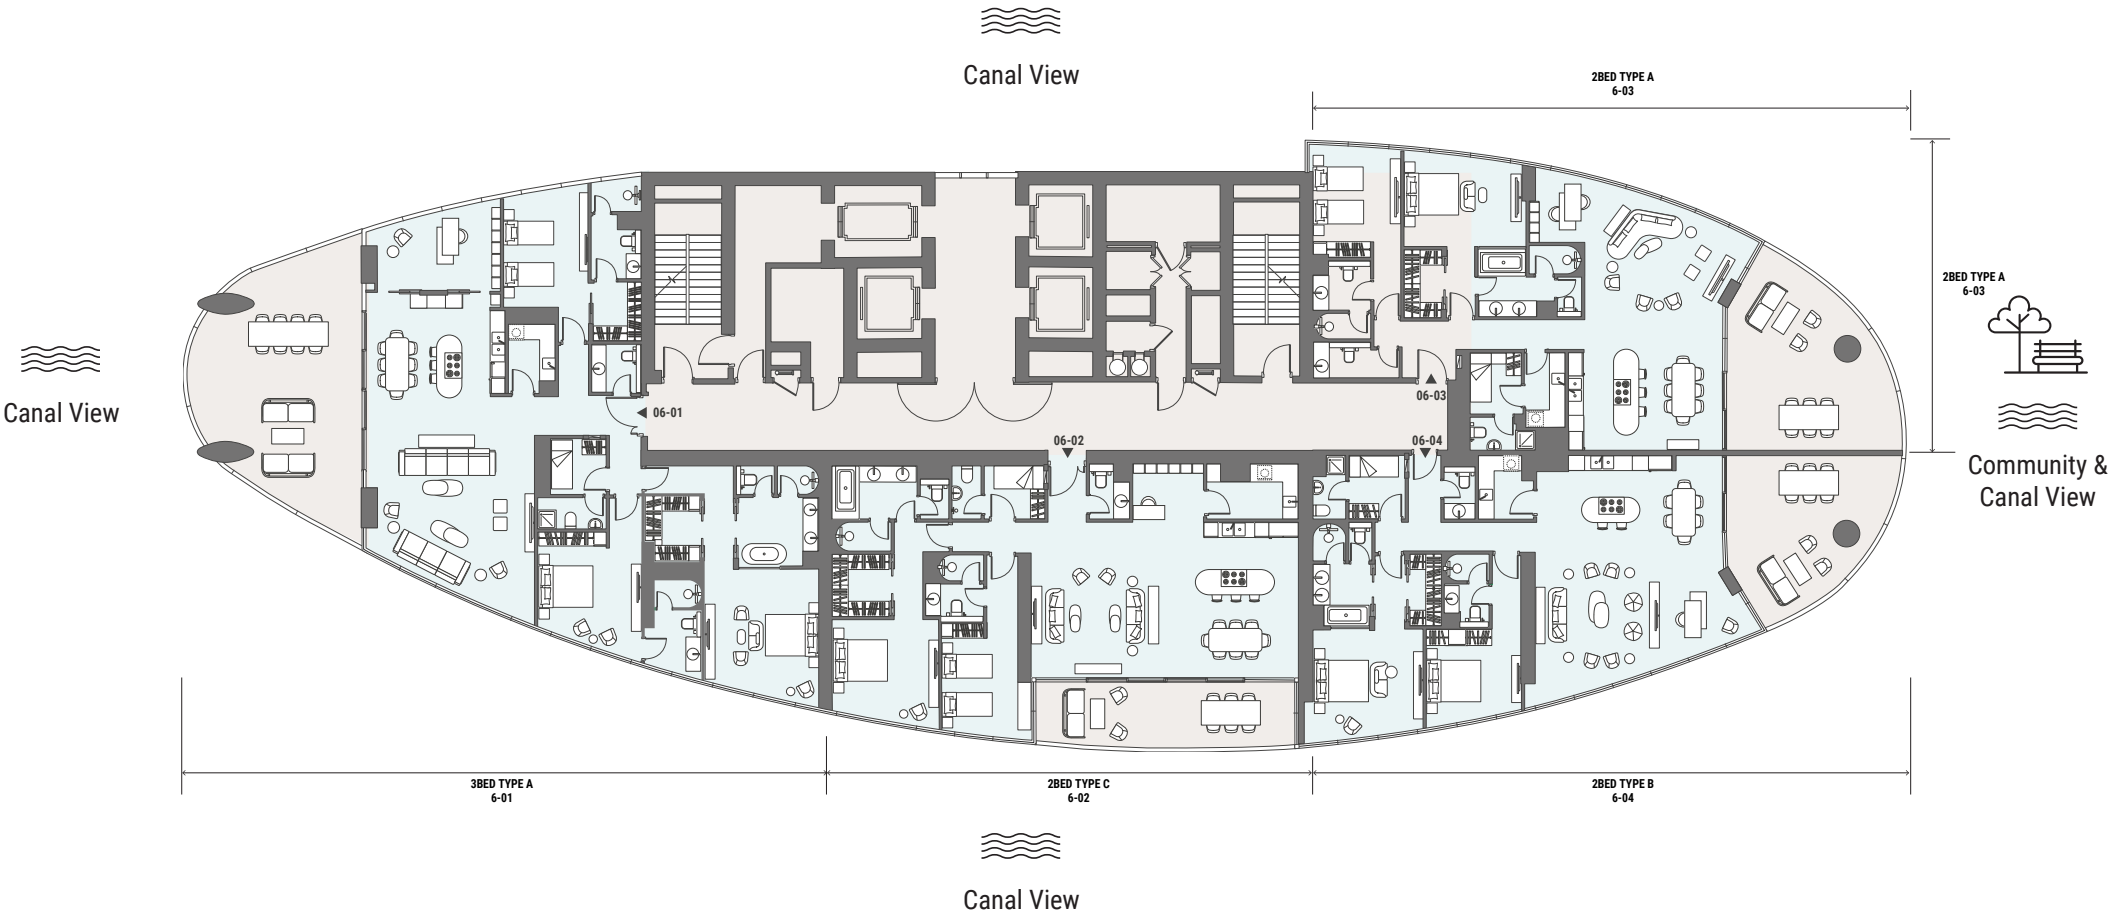 Canal View
2BED TYPE A
6-03
2BED TYPE A
6-03
Canal View
06-01
06-02
06-03
06-04
Community &
Canal View
3BED TYPE A
6-01
2BED TYPE C
6-02
2BED TYPE B
6-04
Canal View